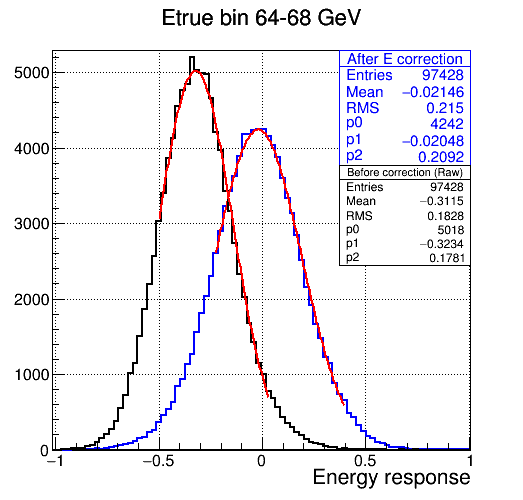 Etrue bin 64-68 GeV
After E correction
Entries 97428
Mean −0.02146
RMS 0.215
p0 4242
p1 −0.02048
p2 0.2092
Before correction (Raw)
Entries 97428
Mean −0.3115
RMS 0.1828
p0 5018
p1 −0.3234
p2 0.1781
5000
4000
3000
2000
1000
0
−1 −0.5 0 0.5 1
Energy response